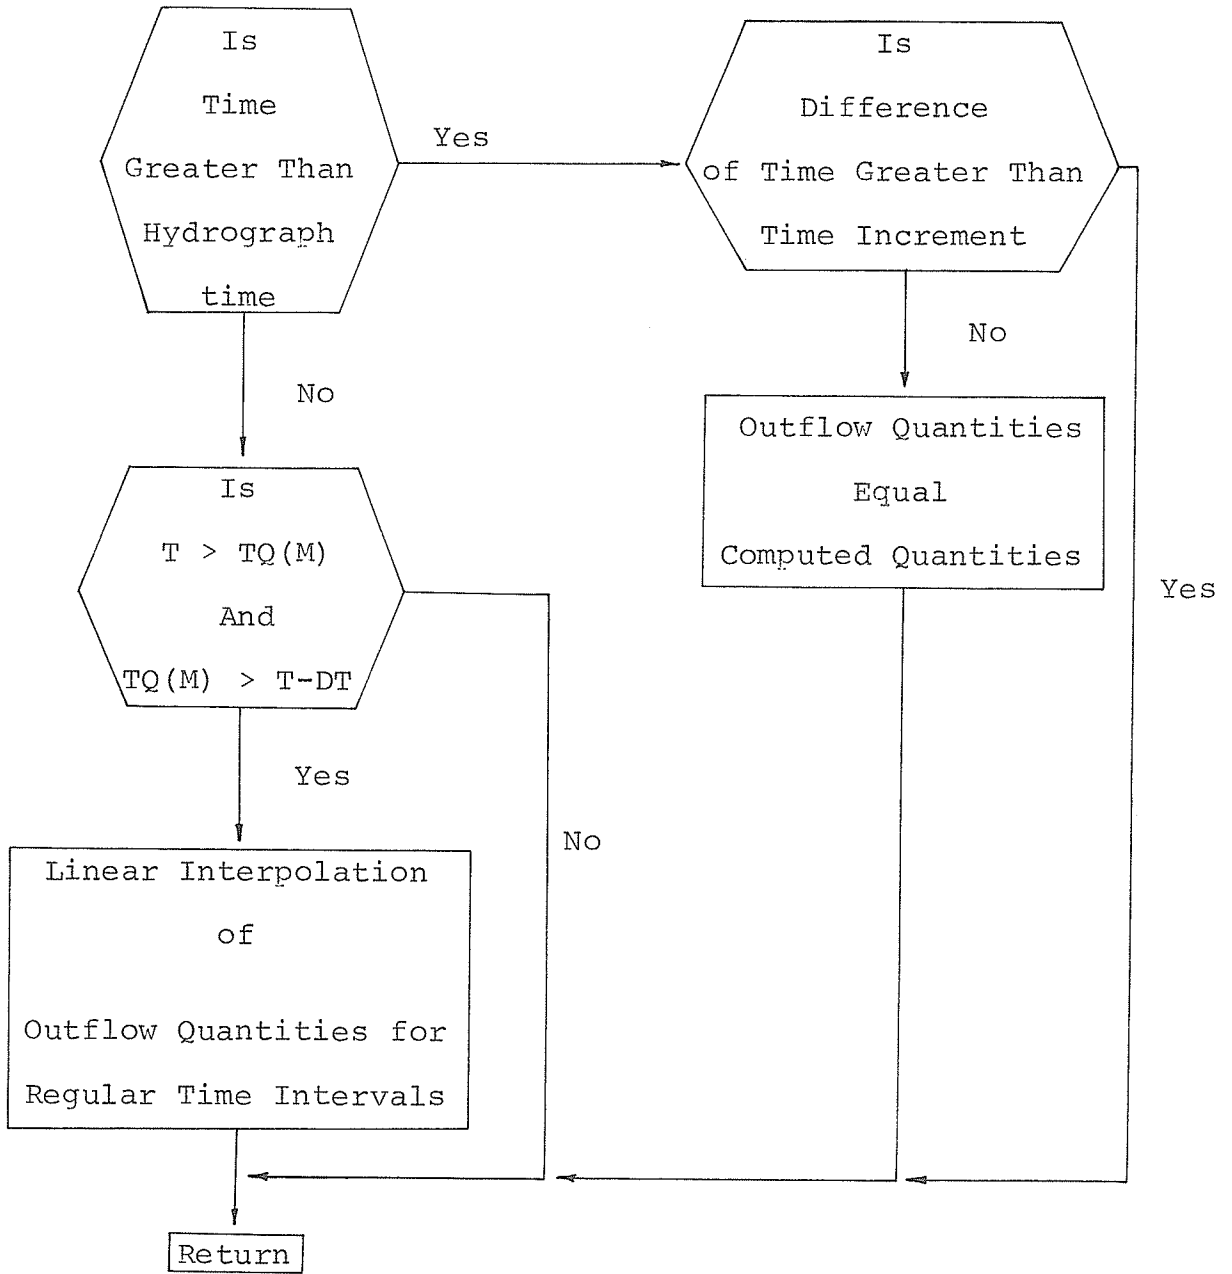 Is
Time
Greater Than
Hydrograph
time
Yes
Is
Difference
of Time Greater Than
Time Increment
No
No
Outflow Quantities
Equal
Computed Quantities
Yes
Is
T > TQ(M)
And
TQ(M) > T-DT
Yes
No
Linear Interpolation
of
Outflow Quantities for
Regular Time Intervals
Return